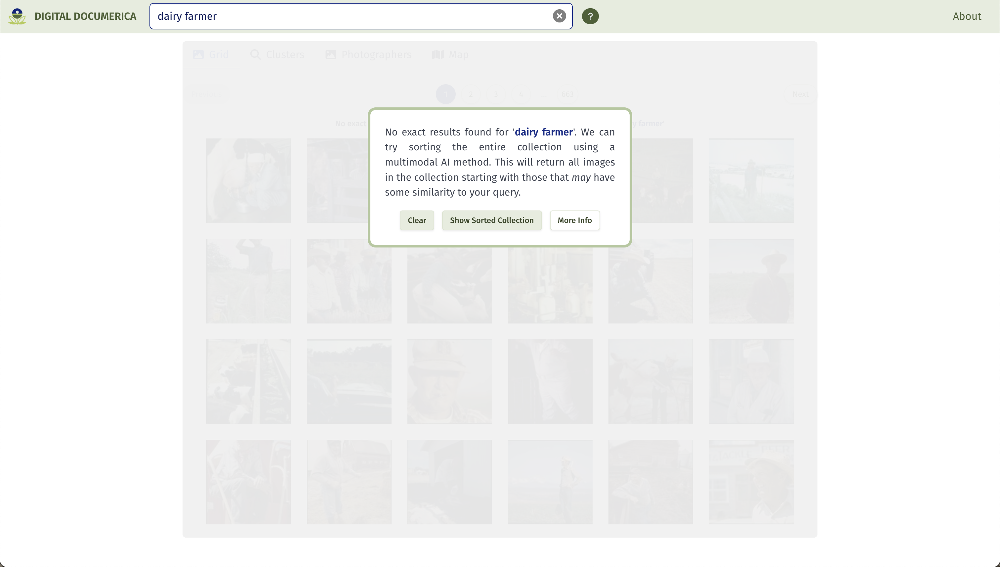 DIGITAL DOCUMERICA
dairy farmer
?
About
Grid
Clusters
Photographers
Map
Previous
1
2
3
4
...
663
Next
No exact
y farmer'
No exact results found for 'dairy farmer'. We can
try sorting the entire collection using a
multimodal AI method. This will return all images
in the collection starting with those that may have
some similarity to your query.
Clear
Show Sorted Collection
More Info
TACKLE BEER